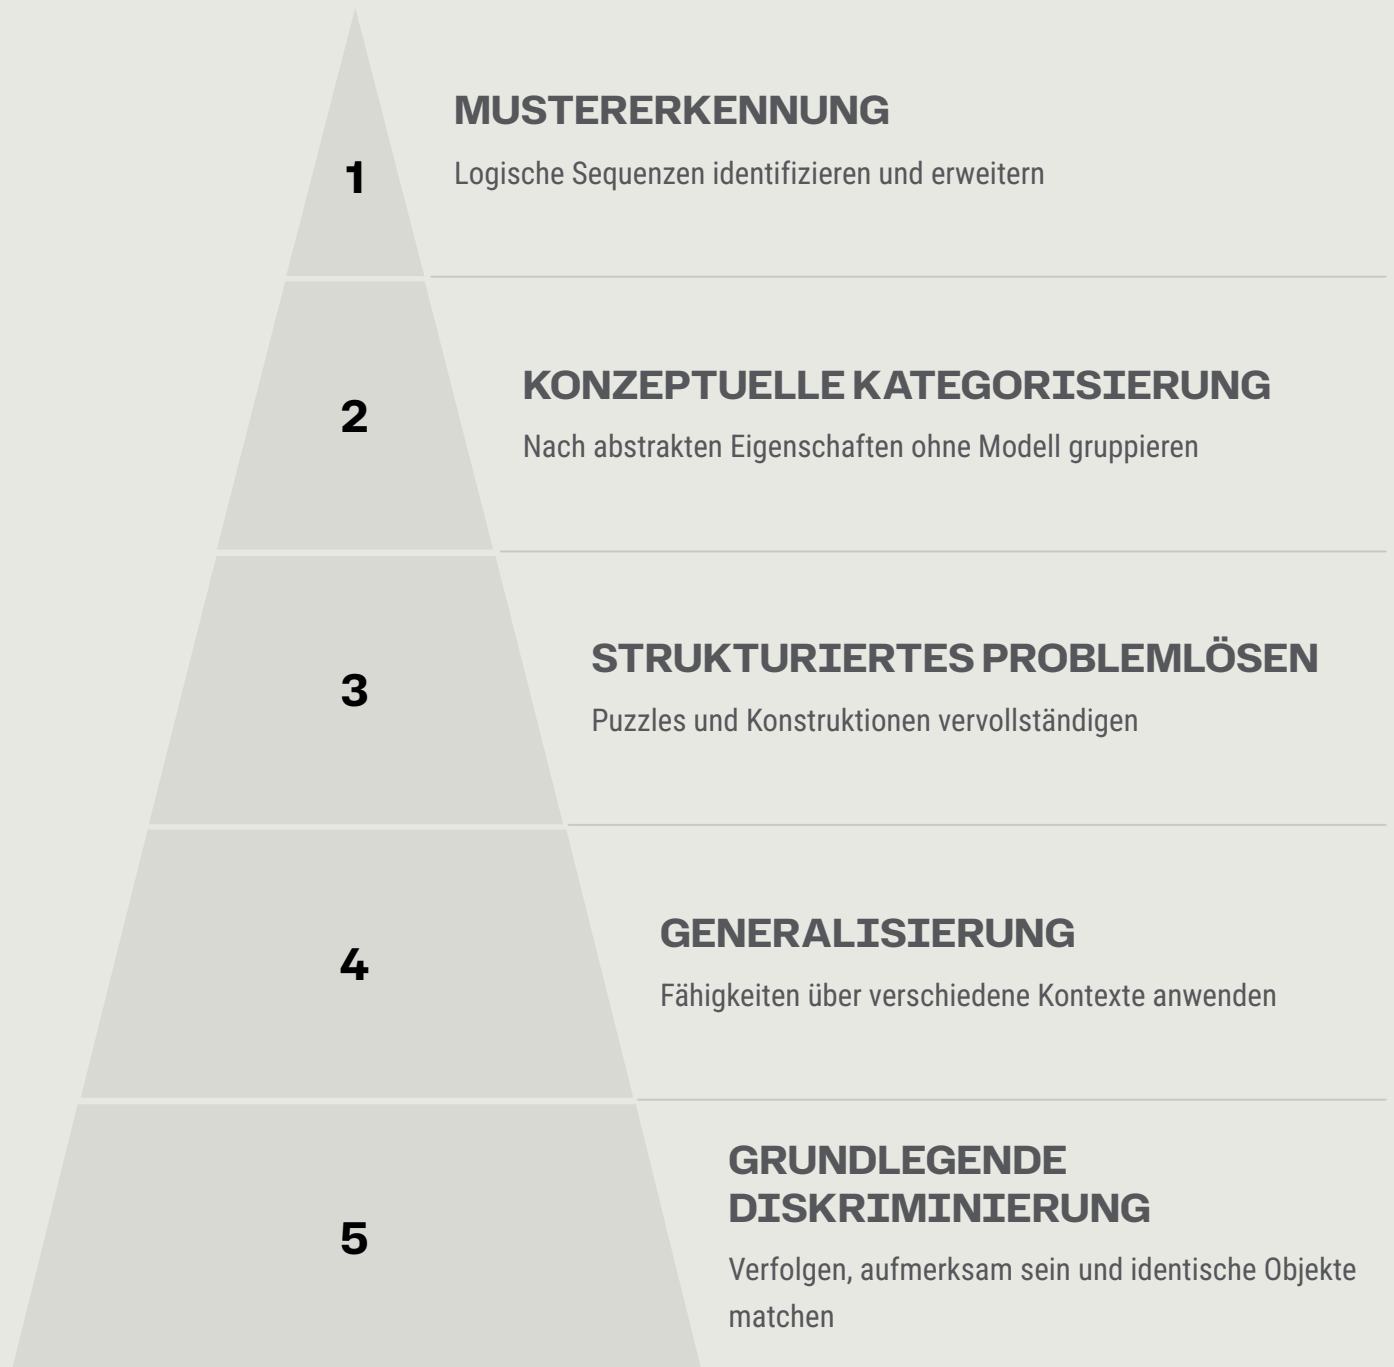 MUSTERERKENNUNG
1
Logische Sequenzen identifizieren und erweitern
KONZEPTUELLE KATEGORISIERUNG
2
Nach abstrakten Eigenschaften ohne Modell gruppieren
STRUKTURIERTES PROBLEMLÖSEN
3
Puzzles und Konstruktionen vervollständigen
GENERALISIERUNG
4
Fähigkeiten über verschiedene Kontexte anwenden
GRUNDLEGENDE
DISKRIMINIERUNG
5
Verfolgen, aufmerksam sein und identische Objekte
matchen